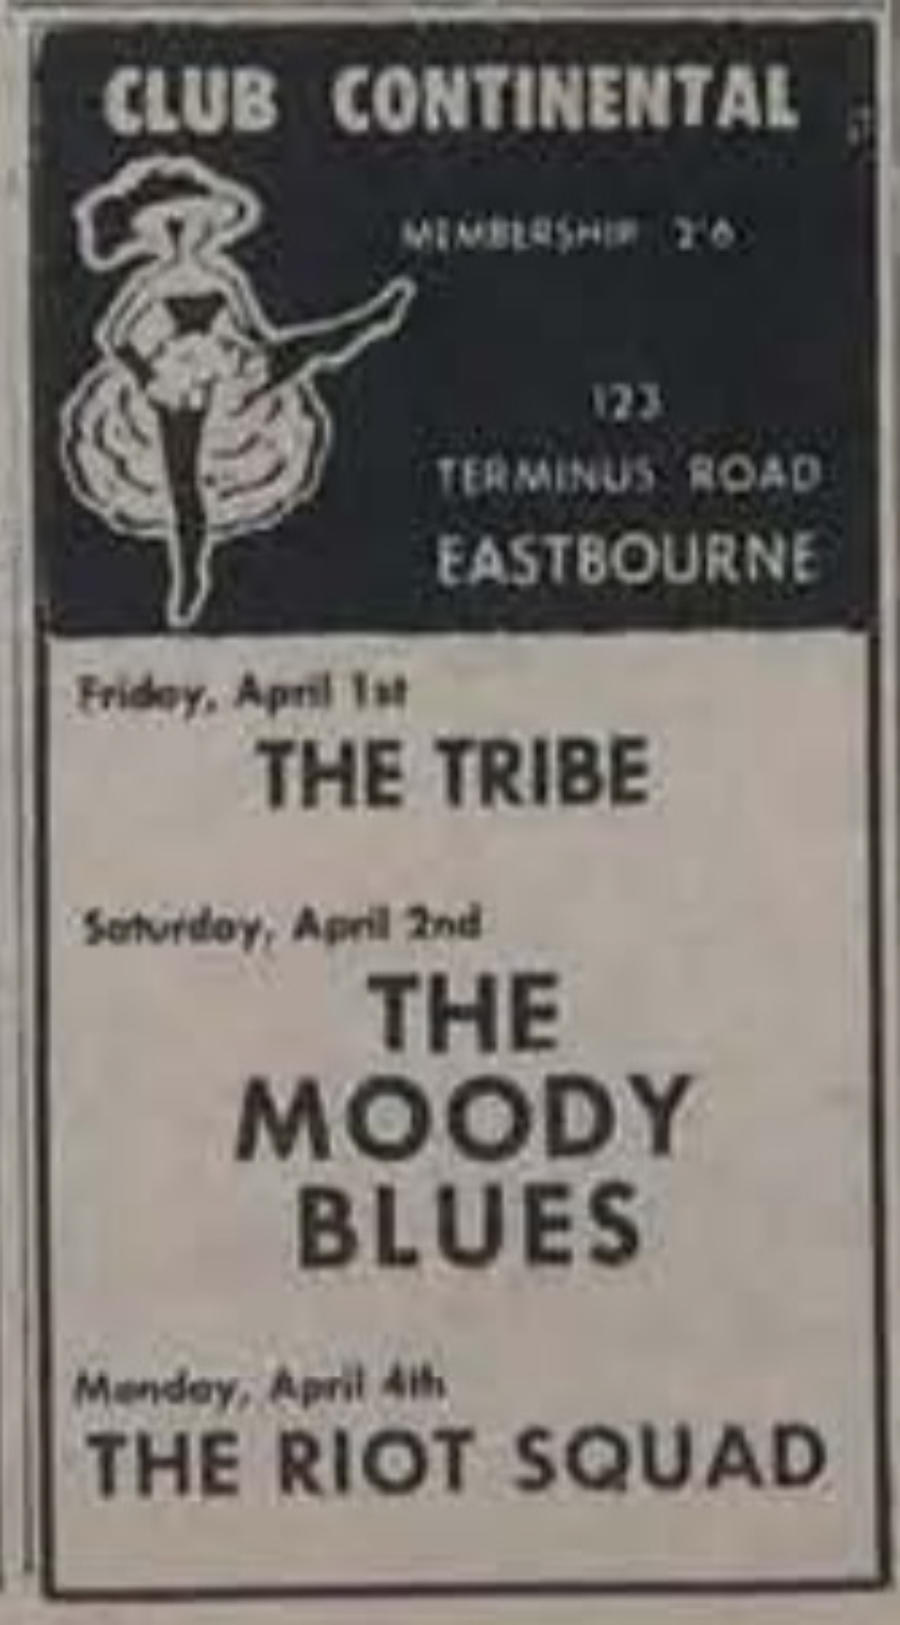 CLUB CONTINENTAL
MEMBERSHIP 2'6
123
TERMINUS ROAD
EASTBOURNE
Friday, April 1st
THE TRIBE
Saturday, April 2nd
THE
MOODY
BLUES
Monday, April 4th
THE RIOT SQUAD